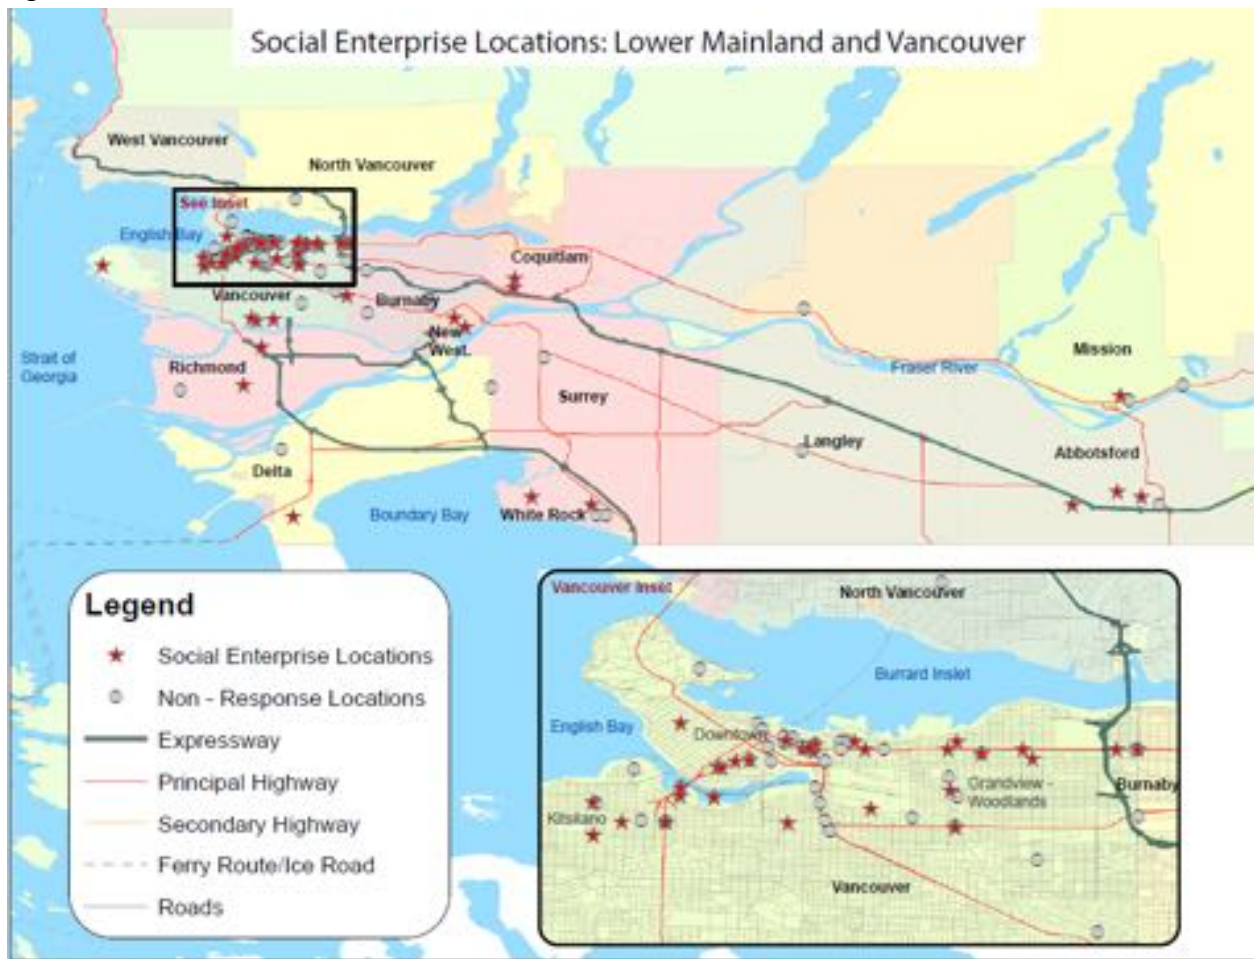 Social Enterprise Locations: Lower Mainland and Vancouver
West Vancouver
North Vancouver
See Inset
English Bay
Coquitlam
Vancouver
Burnaby
New
West.
Mission
Strait of
Georgia
Richmond
Fraser River
Surrey
Langley
Abbotsford
Delta
Boundary Bay
White Rock
Legend
Social Enterprise Locations
Non - Response Locations
Expressway
Principal Highway
Secondary Highway
Ferry Route/Ice Road
Roads
Vancouver Inset
North Vancouver
Burrard Inslet
English Bay
Downtown
Grandview -
Woodlands
Burnaby
Kitsilano
Vancouver